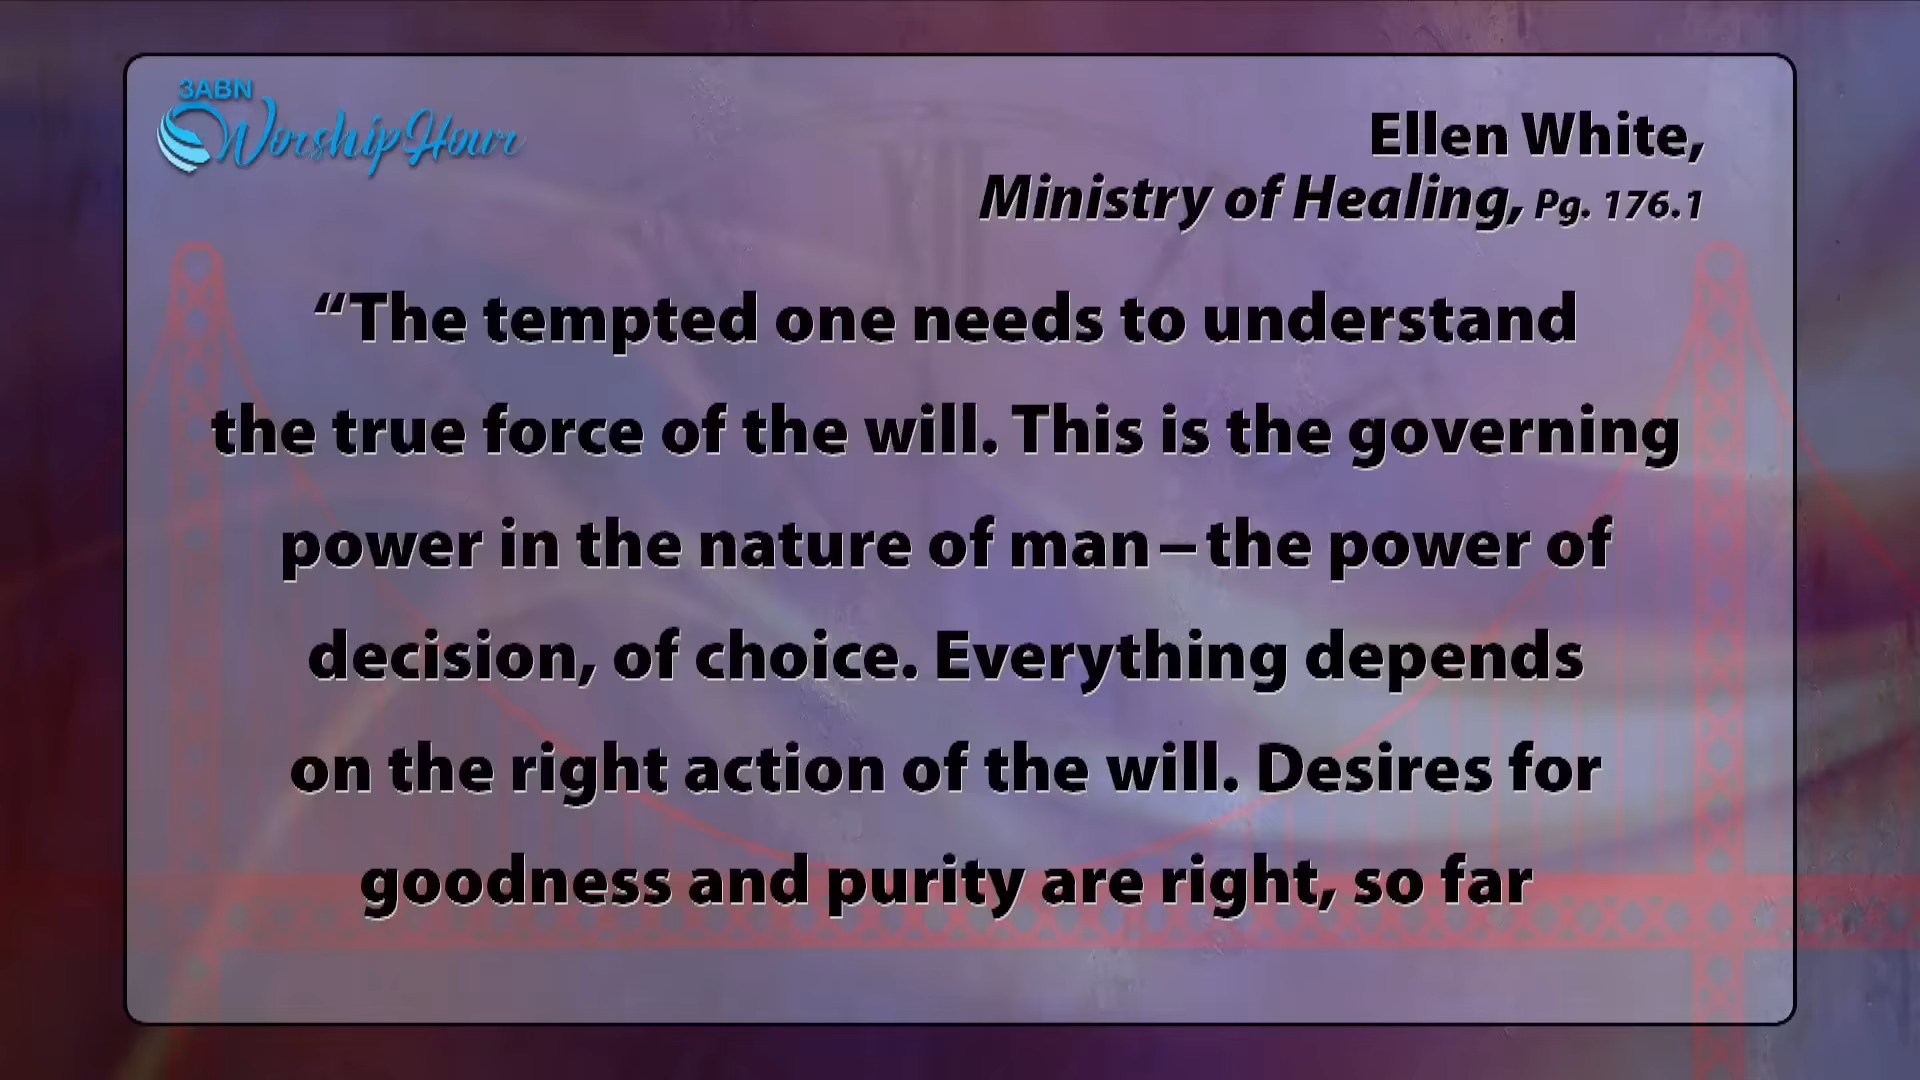 3ABN
Worship Hour
Ellen White,
Ministry of Healing, Pg. 176.1
“The tempted one needs to understand
the true force of the will. This is the governing
power in the nature of man–the power of
decision, of choice. Everything depends
on the right action of the will. Desires for
goodness and purity are right, so far